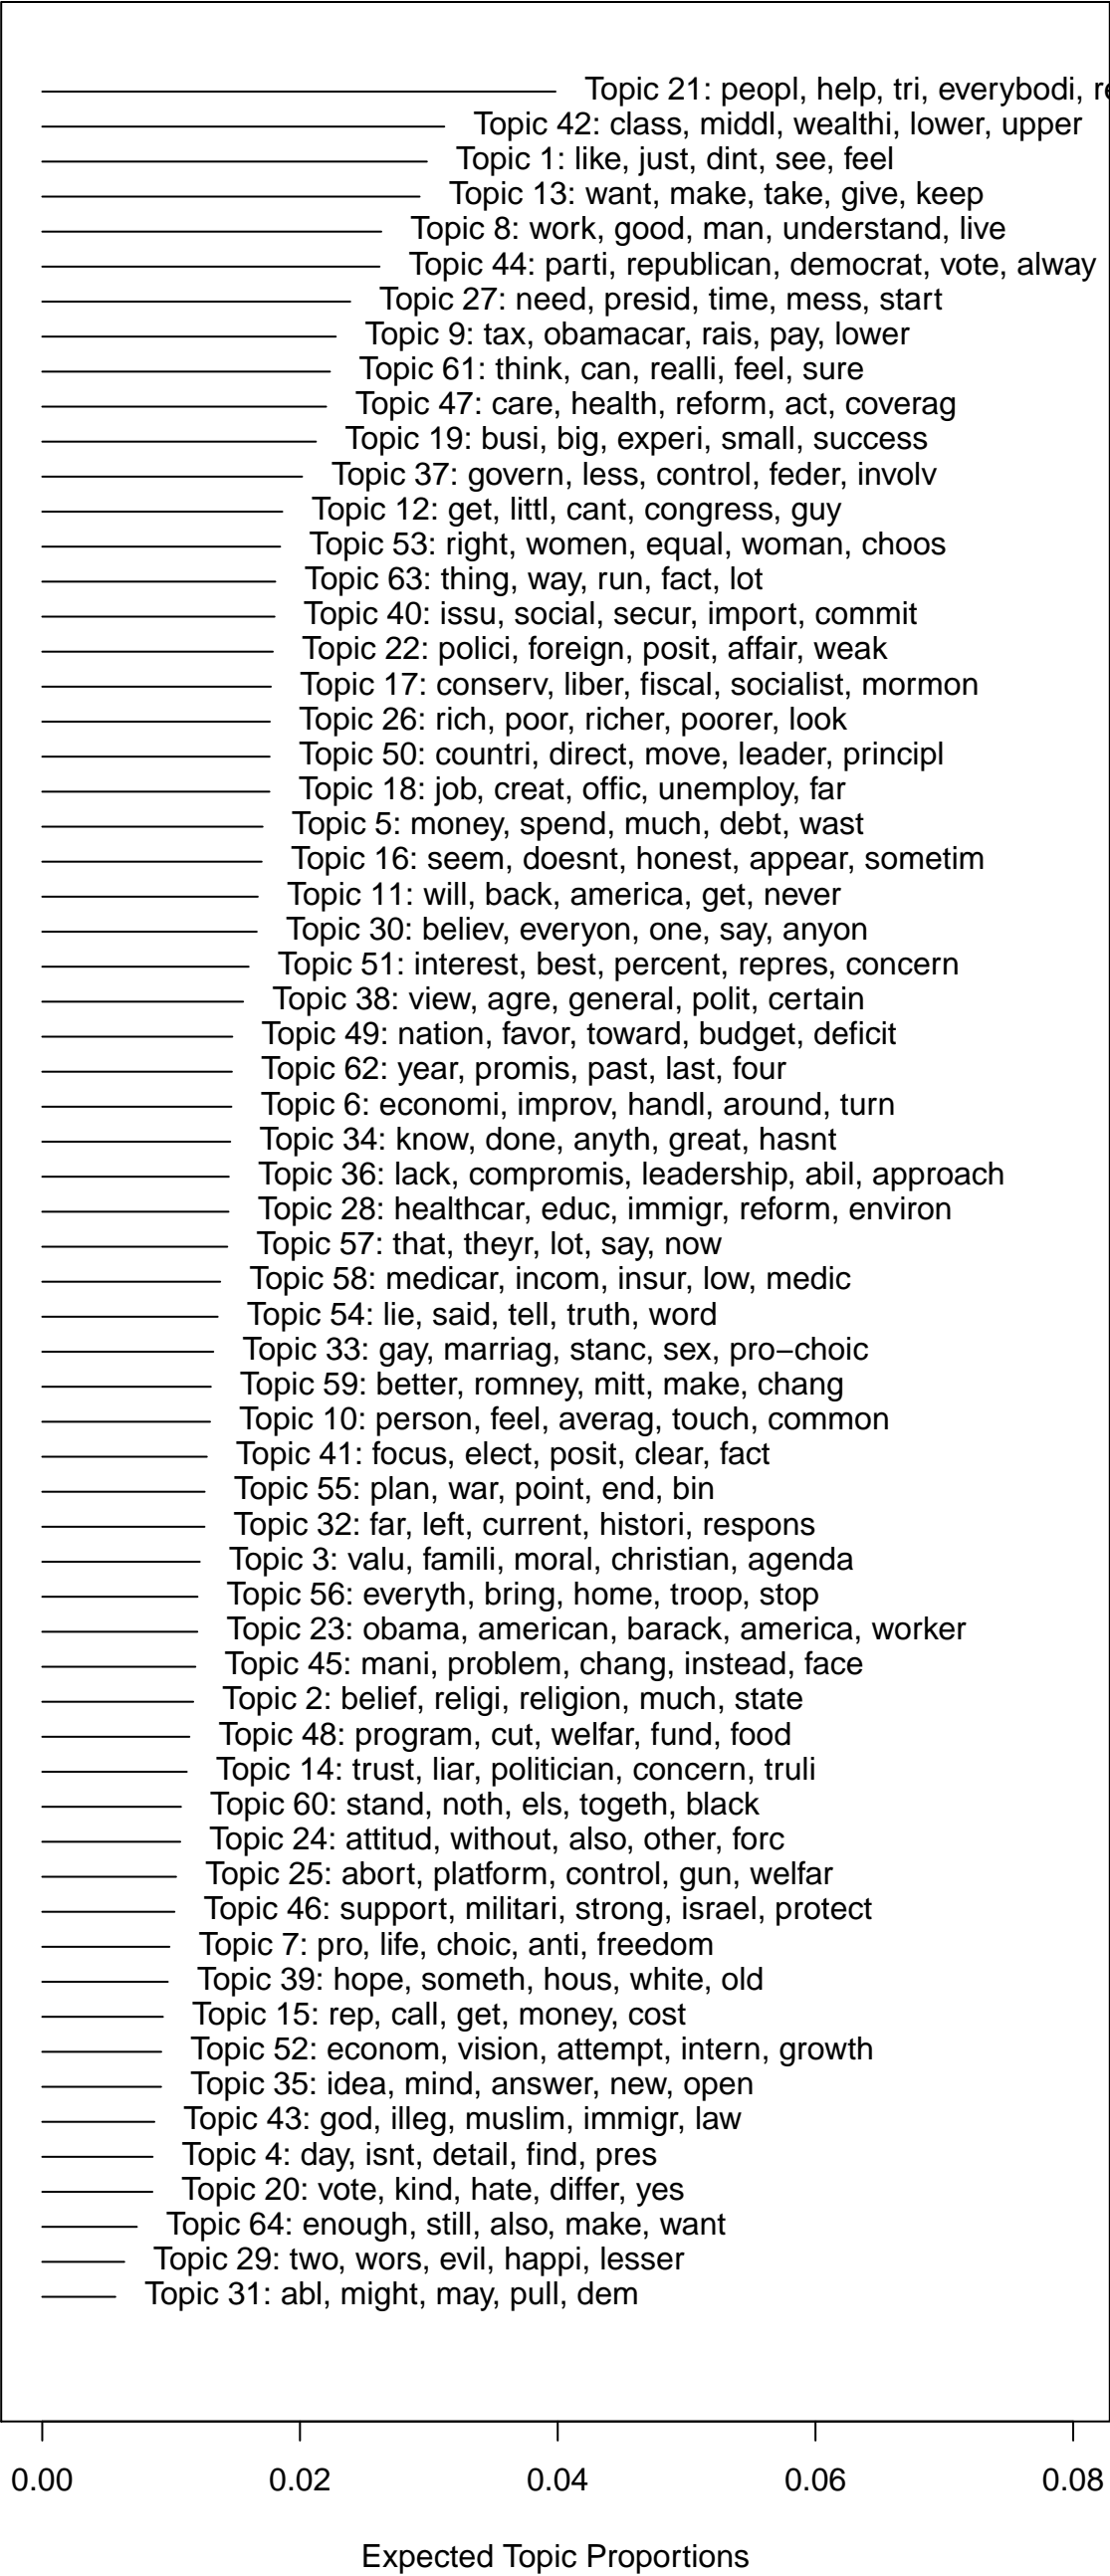 Topic 21: peopl, help, tri, everybodi,
Topic 42: class, middl, wealthi, lower, upper
Topic 1: like, just, dint, see, feel
Topic 13: want, make, take, give, keep
Topic 8: work, good, man, understand, live
Topic 44: parti, republican, democrat, vote, alway
Topic 27: need, presid, time, mess, start
Topic 9: tax, obamacar, rais, pay, lower
Topic 61: think, can, realli, feel, sure
Topic 47: care, health, reform, act, coverag
Topic 19: busi, big, experi, small, success
Topic 37: govern, less, control, feder, involv
Topic 12: get, littl, cant, congress, guy
Topic 53: right, women, equal, woman, choos
Topic 63: thing, way, run, fact, lot
Topic 40: issu, social, secur, import, commit
Topic 22: polici, foreign, posit, affair, weak
Topic 17: conserv, liber, fiscal, socialist, mormon
Topic 26: rich, poor, richer, poorer, look
Topic 50: countri, direct, move, leader, principl
Topic 18: job, creat, offic, unemploy, far
Topic 5: money, spend, much, debt, wast
Topic 16: seem, doesnt, honest, appear, sometim
Topic 11: will, back, america, get, never
Topic 30: believ, everyon, one, say, anyon
Topic 51: interest, best, percent, repres, concern
Topic 38: view, agre, general, polit, certain
Topic 49: nation, favor, toward, budget, deficit
Topic 62: year, promis, past, last, four
Topic 6: economi, improv, handl, around, turn
Topic 34: know, done, anyth, great, hasnt
Topic 36: lack, compromis, leadership, abil, approach
Topic 28: healthcar, educ, immigr, reform, environ
Topic 57: that, theyr, lot, say, now
Topic 58: medicar, incom, insur, low, medic
Topic 54: lie, said, tell, truth, word
Topic 33: gay, marriag, stanc, sex, pro−choic
Topic 59: better, romney, mitt, make, chang
Topic 10: person, feel, averag, touch, common
Topic 41: focus, elect, posit, clear, fact
Topic 55: plan, war, point, end, bin
Topic 32: far, left, current, histori, respons
Topic 3: valu, famili, moral, christian, agenda
Topic 56: everyth, bring, home, troop, stop
Topic 23: obama, american, barack, america, worker
Topic 45: mani, problem, chang, instead, face
Topic 2: belief, religi, religion, much, state
Topic 48: program, cut, welfar, fund, food
Topic 14: trust, liar, politician, concern, truli
Topic 60: stand, noth, els, togeth, black
Topic 24: attitud, without, also, other, forc
Topic 25: abort, platform, control, gun, welfar
Topic 46: support, militari, strong, israel, protect
Topic 7: pro, life, choic, anti, freedom
Topic 39: hope, someth, hous, white, old
Topic 15: rep, call, get, money, cost
Topic 52: econom, vision, attempt, intern, growth
Topic 35: idea, mind, answer, new, open
Topic 43: god, illeg, muslim, immigr, law
Topic 4: day, isnt, detail, find, pres
Topic 20: vote, kind, hate, differ, yes
Topic 64: enough, still, also, make, want
Topic 29: two, wors, evil, happi, lesser
Topic 31: abl, might, may, pull, dem
0.00 0.02 0.04 0.06 0.08
Expected Topic Proportions